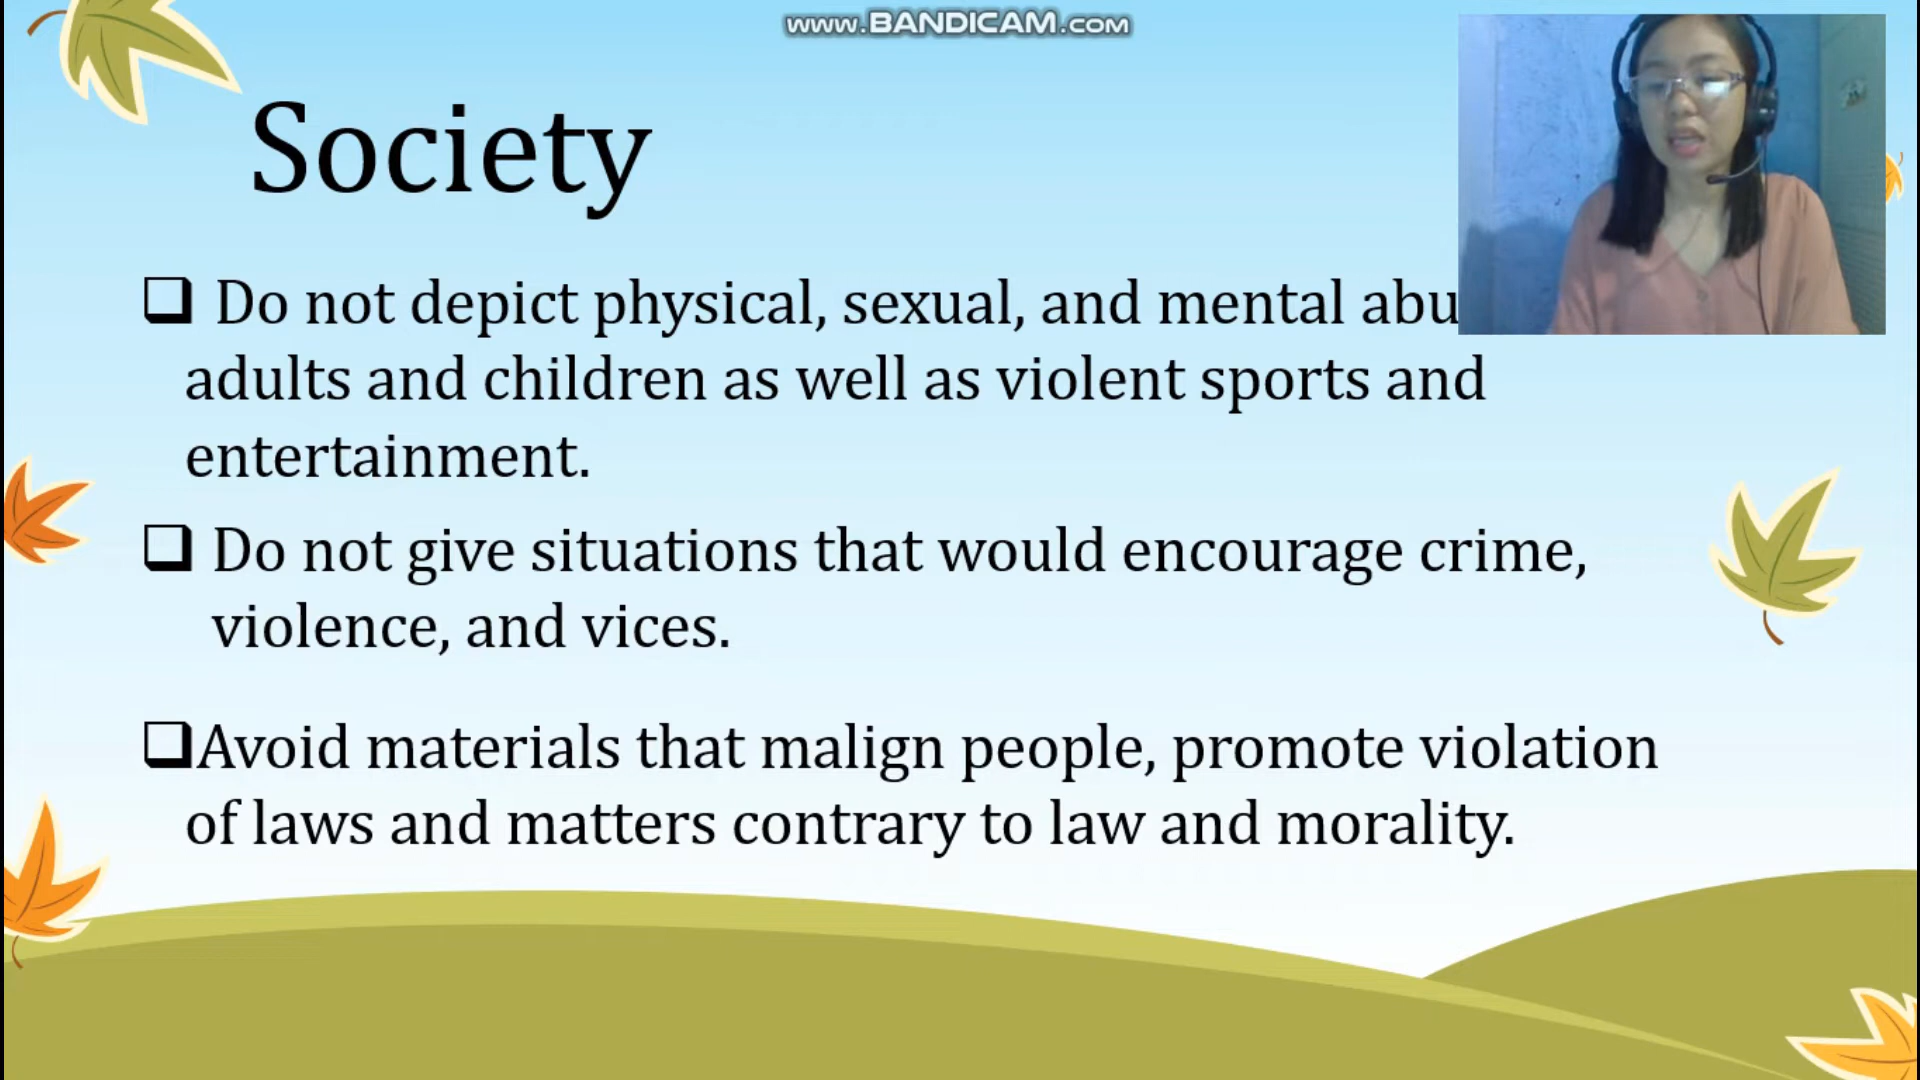 www.BANDICAM.com
Society
Do not depict physical, sexual, and mental
adults and children as well as violent sports and
entertainment.
Do not give situations that would encourage crime,
violence, and vices.
Avoid materials that malign people, promote violation
of laws and matters contrary to law and morality.